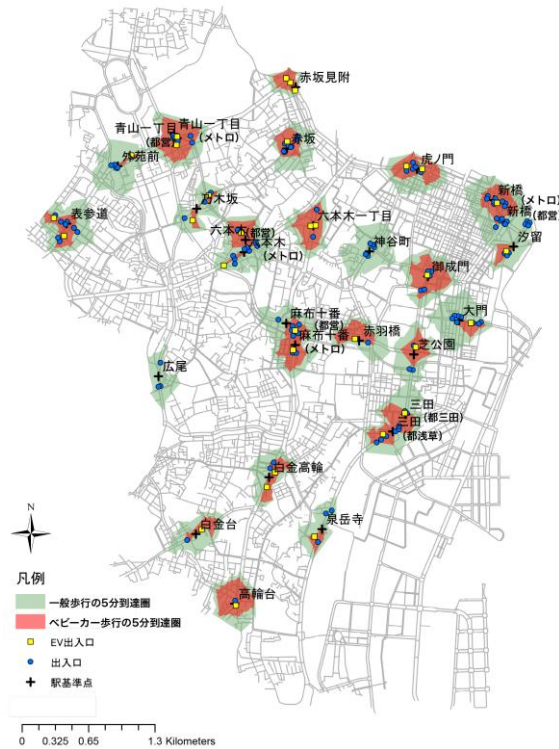 赤坂見附
青山一丁目
青山一丁目
(メトロ)
(都営)
外苑前
赤坂
虎ノ門
乃木坂
新橋
(メトロ)
新橋
(都営)
表参道
六本木一丁目
六本木
(都営)
六本木
(メトロ)
神谷町
汐留
御成門
大門
麻布十番
(都営)
麻布十番
(メトロ)
赤羽橋
芝公園
広尾
三田
(都三田)
三田
(都浅草)
白金高輪
泉岳寺
白金台
高輪台
N
凡例
一般歩行の5分到達圏
ベビーカー歩行の5分到達圏
EV出入口
出入口
駅基準点
0 0.325 0.65 1.3 Kilometers